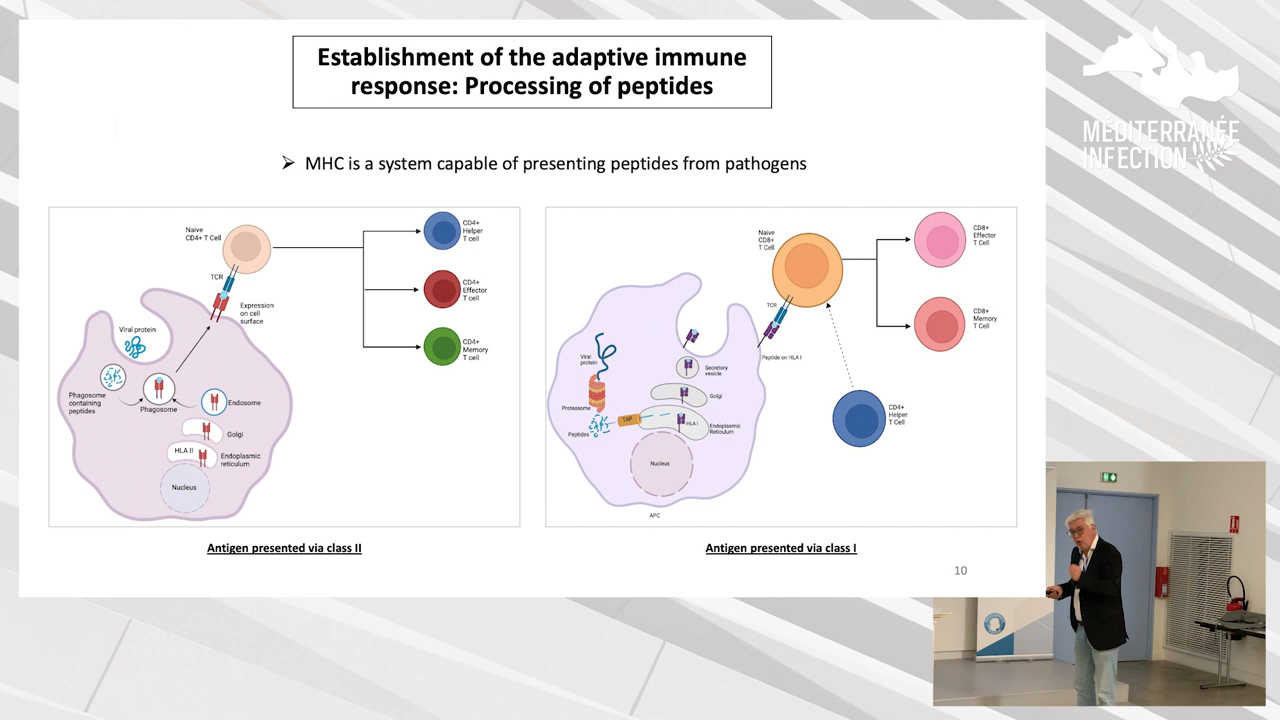 Establishment of the adaptive immune
response: Processing of peptides
MÉDITERRANÉE
INFECTION
➢ MHC is a system capable of presenting peptides from pathogens
Naive
CD4+ T Cell
TCR
Expression
on cell
surface
Viral protein
Phagosome
containing
peptides
Phagosome
Endosome
Golgi
HLA II
Endoplasmic
reticulum
Nucleus
CD4+
Helper
T cell
CD4+
Effector
T cell
CD4+
Memory
T cell
Antigen presented via class II
Naive
CD8+
T Cell
TCR
Peptide on HLA I
Viral
protein
Proteasome
Peptides
TAP
Secretory
vesicle
Golgi
HLA I
Endoplasmic
Reticulum
Nucleus
APC
CD8+
Effector
T Cell
CD8+
Memory
T Cell
CD4+
Helper
T Cell
Antigen presented via class I
10